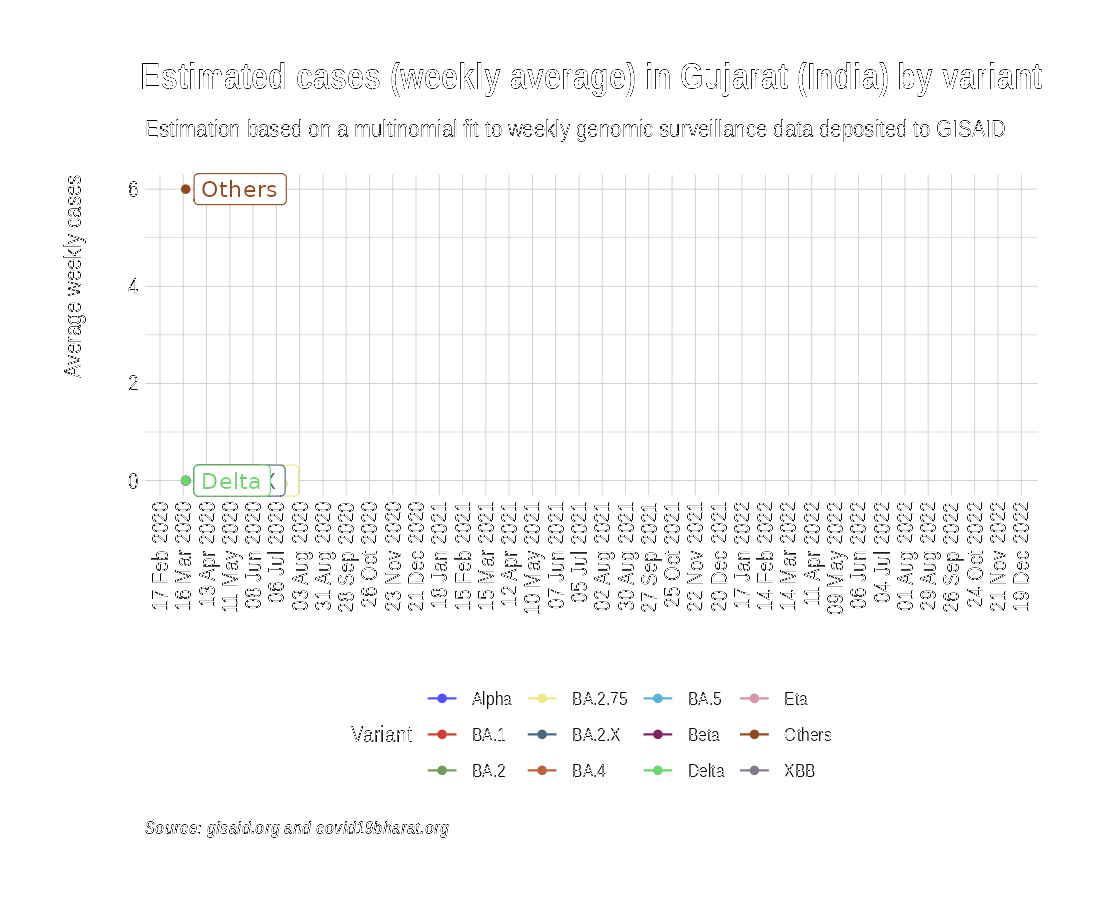 Estimated cases (weekly average) in Gujarat (India) by variant
Estimation based on a multinomial fit to weekly genomic surveillance data deposited to GISAID
Average weekly cases
6
4
2
0
Others
Delta
X
17 Feb 2020
16 Mar 2020
13 Apr 2020
11 May 2020
08 Jun 2020
06 Jul 2020
03 Aug 2020
31 Aug 2020
28 Sep 2020
26 Oct 2020
23 Nov 2020
21 Dec 2020
18 Jan 2021
15 Feb 2021
15 Mar 2021
12 Apr 2021
10 May 2021
07 Jun 2021
05 Jul 2021
02 Aug 2021
30 Aug 2021
27 Sep 2021
25 Oct 2021
22 Nov 2021
20 Dec 2021
17 Jan 2022
14 Feb 2022
14 Mar 2022
11 Apr 2022
09 May 2022
06 Jun 2022
04 Jul 2022
01 Aug 2022
29 Aug 2022
26 Sep 2022
24 Oct 2022
21 Nov 2022
19 Dec 2022
Variant
Alpha BA.2.75 BA.5 Eta
BA.1 BA.2.X Beta Others
BA.2 BA.4 Delta XBB
Source: gisaid.org and covid19bharat.org